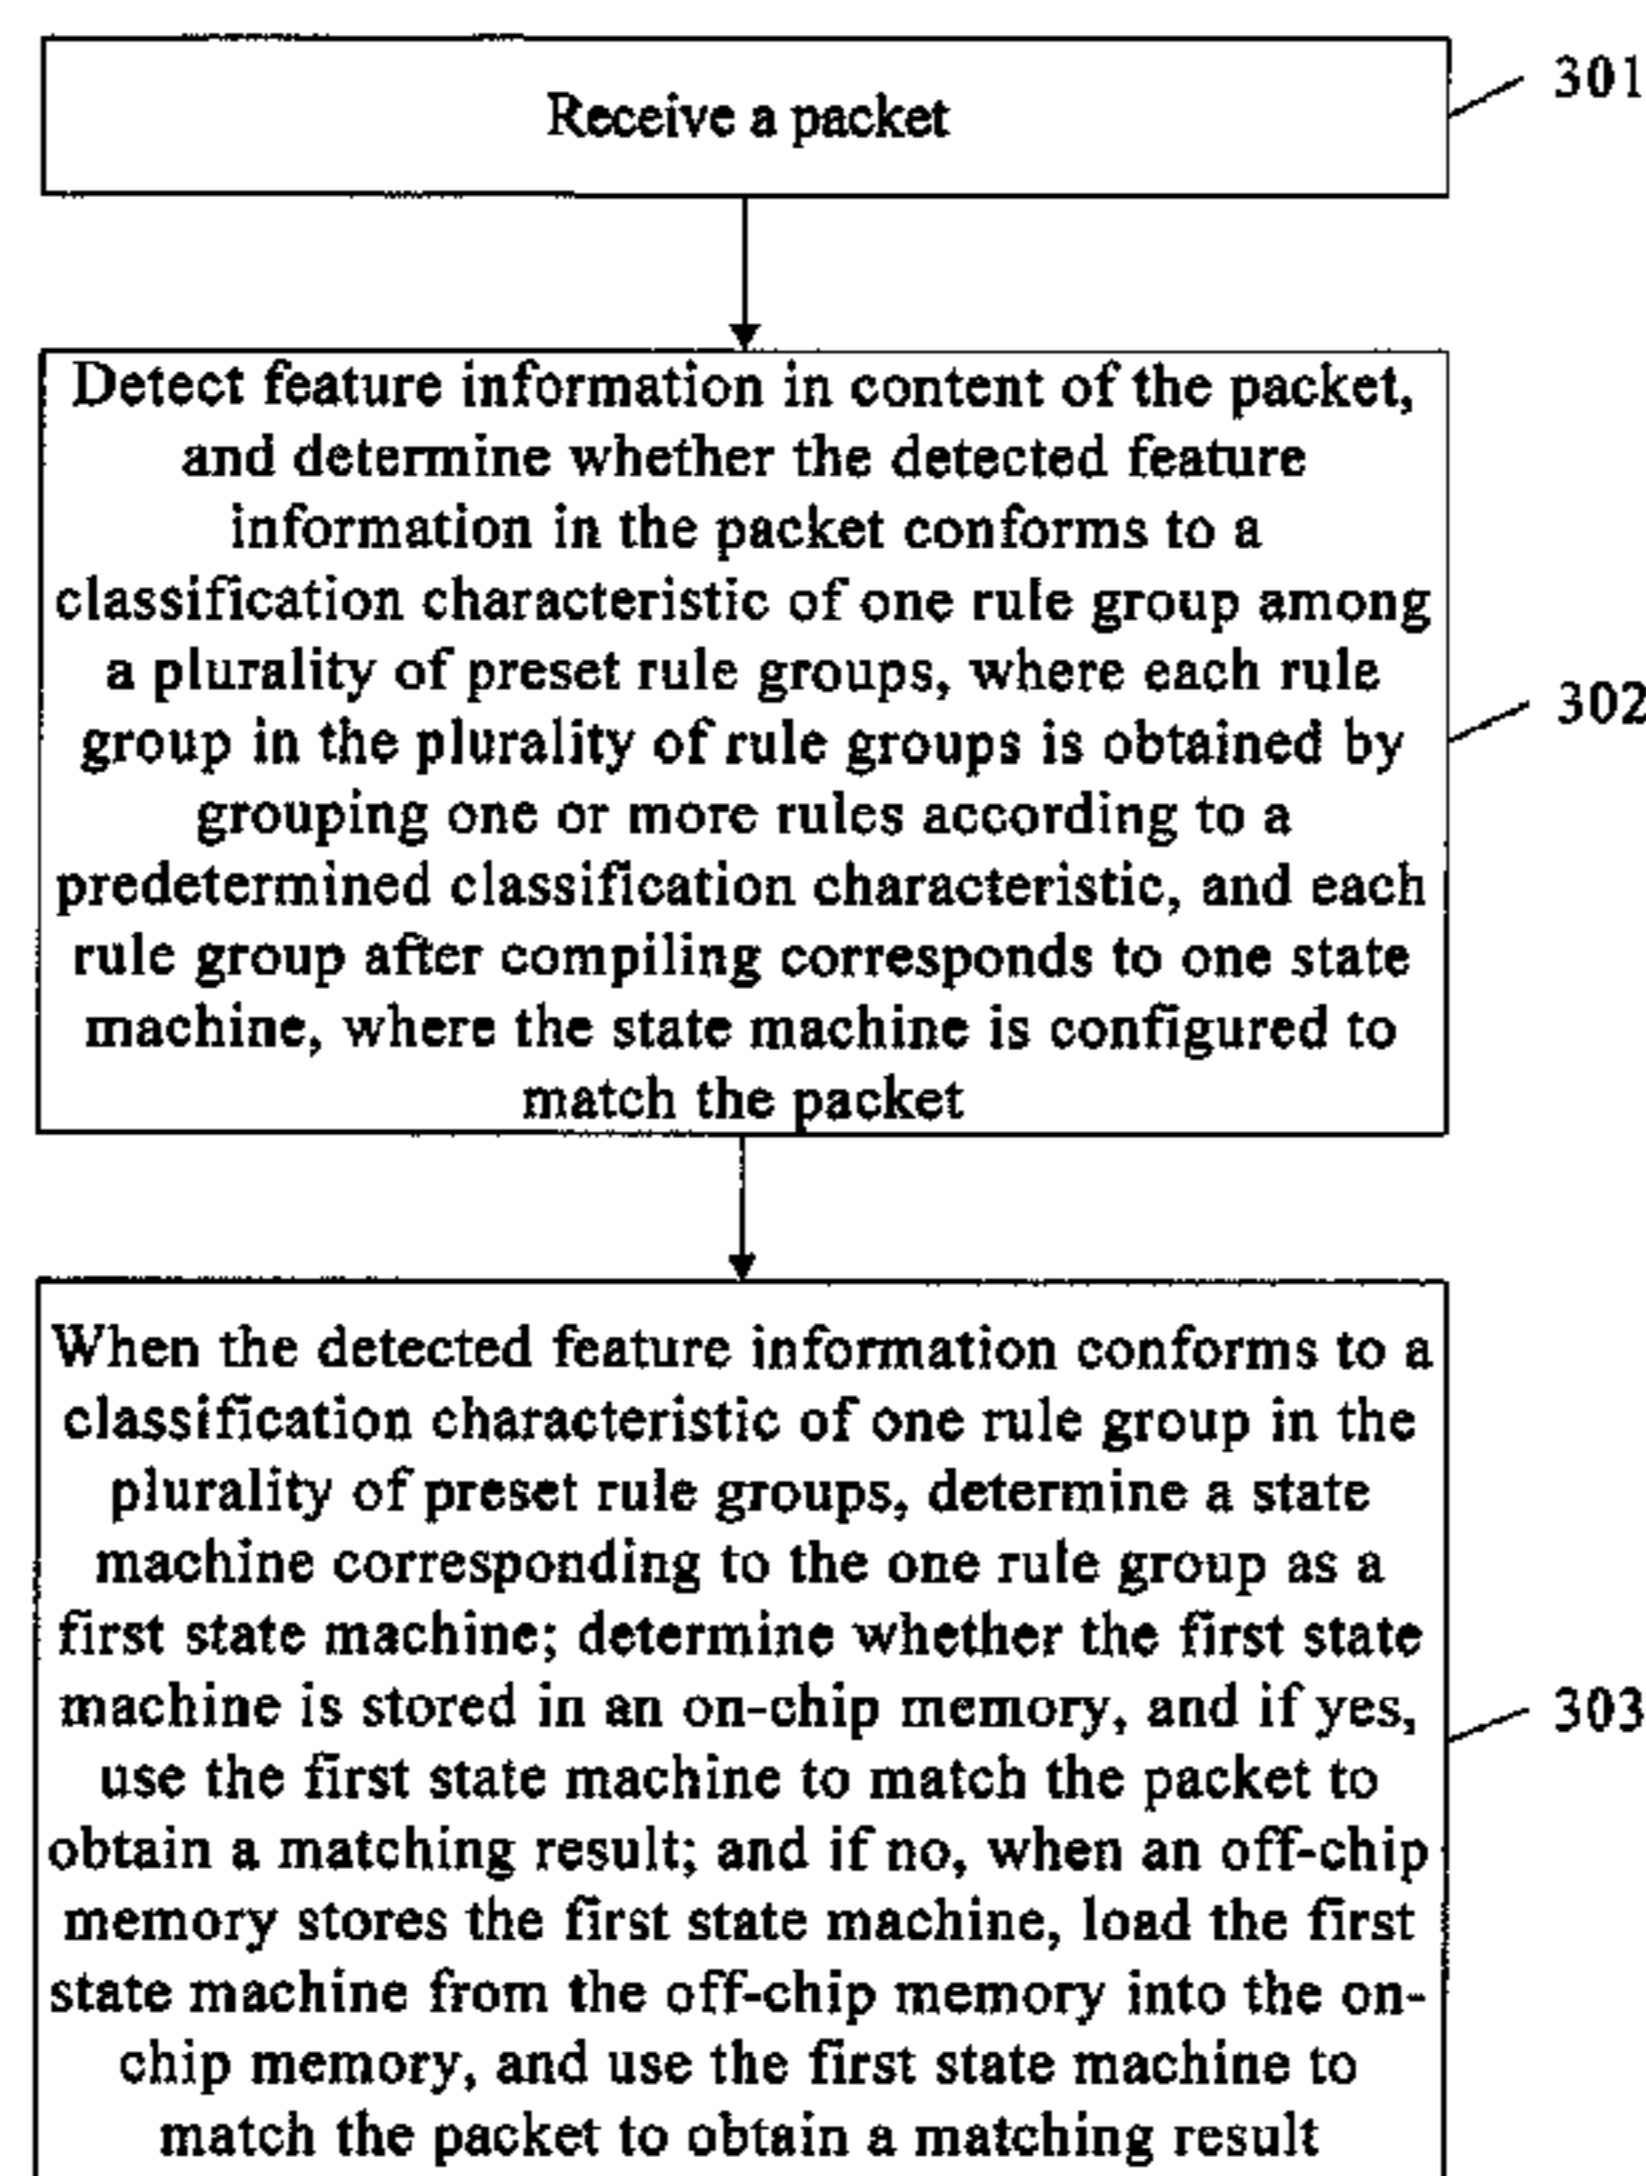 Receive a packet
301
Detect feature information in content of the packet,
and determine whether the detected feature
information in the packet conforms to a
classification characteristic of one rule group among
a plurality of preset rule groups, where each rule
group in the plurality of rule groups is obtained by
grouping one or more rules according to a
predetermined classification characteristic, and each
rule group after compiling corresponds to one state
machine, where the state machine is configured to
match the packet
302
When the detected feature information conforms to a
classification characteristic of one rule group in the
plurality of preset rule groups, determine a state
machine corresponding to the one rule group as a
first state machine; determine whether the first state
machine is stored in an on-chip memory, and if yes,
use the first state machine to match the packet to
obtain a matching result; and if no, when an off-chip
memory stores the first state machine, load the first
state machine from the off-chip memory into the on-
chip memory, and use the first state machine to
match the packet to obtain a matching result
303